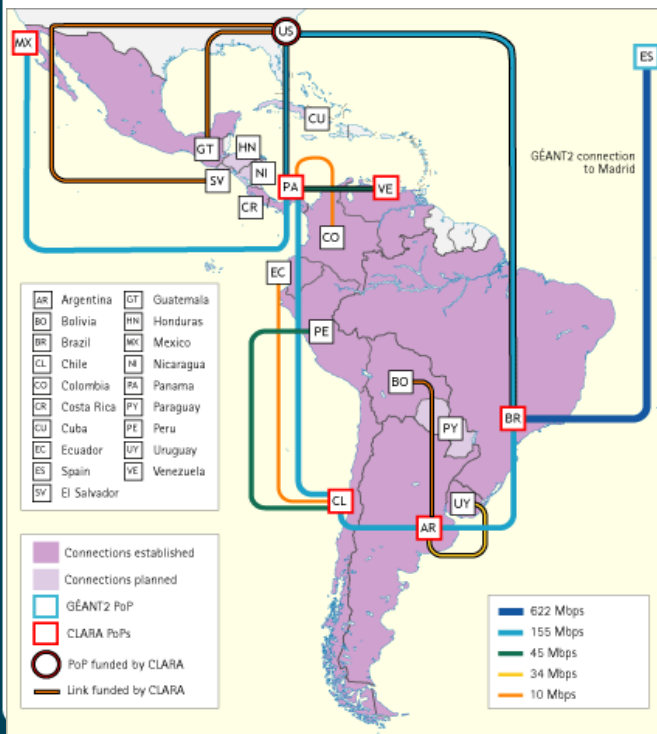 US
MX
ES
CU
GÉANT2 connection
to Madrid
GT
HN
NI
SV
PA
VE
CR
CO
EC
PE
BO
PY
BR
CL
UY
AR
AR Argentina GT Guatemala
BO Bolivia HN Honduras
BR Brazil MX Mexico
CL Chile NI Nicaragua
CO Colombia PA Panama
CR Costa Rica PY Paraguay
CU Cuba PE Peru
EC Ecuador UY Uruguay
ES Spain VE Venezuela
SV El Salvador
Connections established
Connections planned
GÉANT2 PoP
CLARA PoPs
PoP funded by CLARA
Link funded by CLARA
622 Mbps
155 Mbps
45 Mbps
34 Mbps
10 Mbps